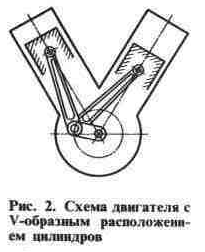 Рис. 2. Схема двигателя с
V-образным расположени-
ем цилиндров